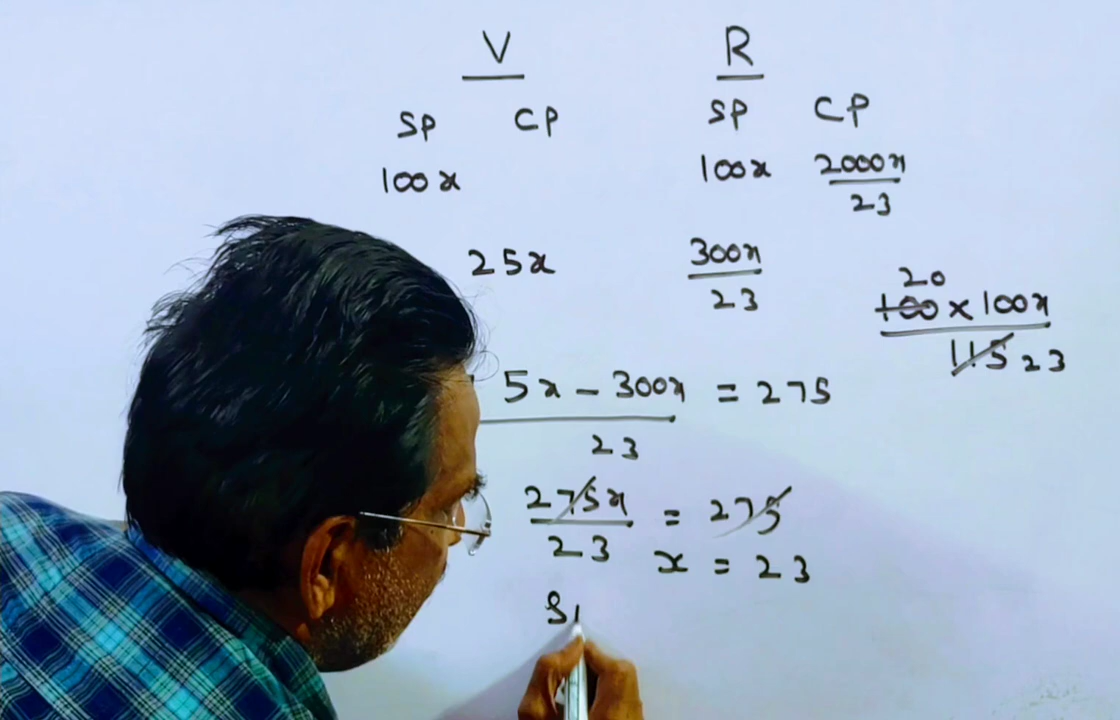 V R
SP CP SP CP
100x 100x 2000x/23
25x 300x/23
20
100 × 100x / 115 23
5x - 300x / 23 = 275
275x/23 = 275
x = 23
S